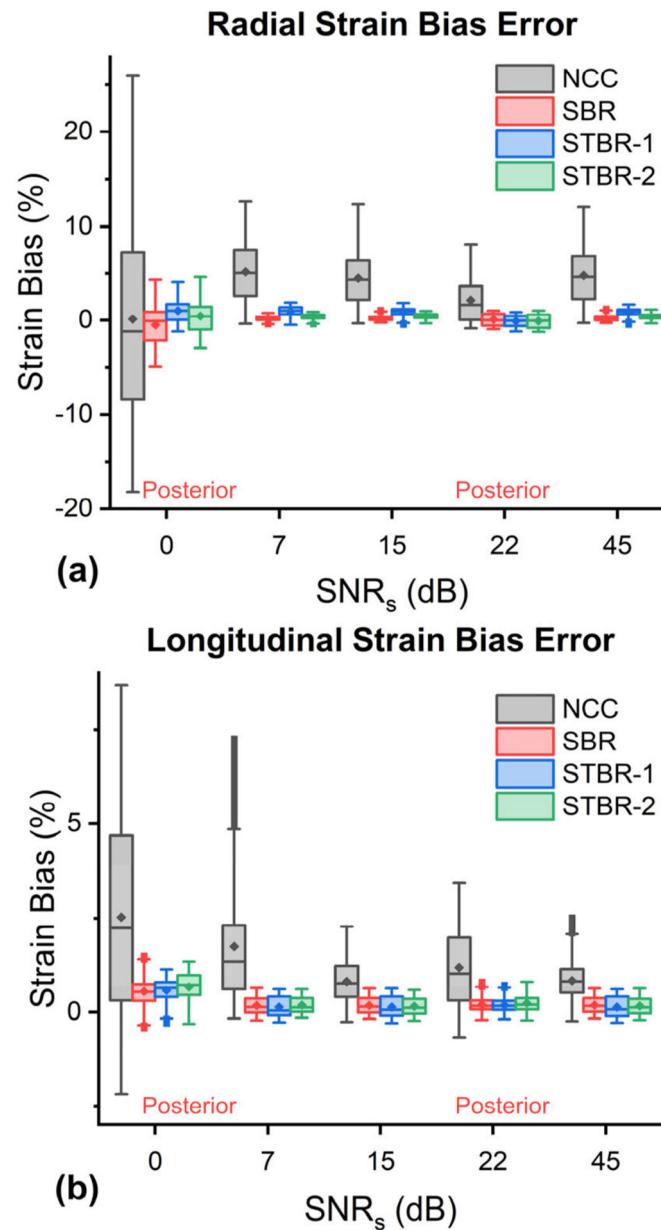 Radial Strain Bias Error
NCC
SBR
STBR-1
STBR-2
Strain Bias (%)
20
10
0
-10
-20
Posterior
Posterior
0 7 15 22 45
(a)
SNRs (dB)
Longitudinal Strain Bias Error
NCC
SBR
STBR-1
STBR-2
Strain Bias (%)
5
0
Posterior
Posterior
0 7 15 22 45
(b)
SNRs (dB)